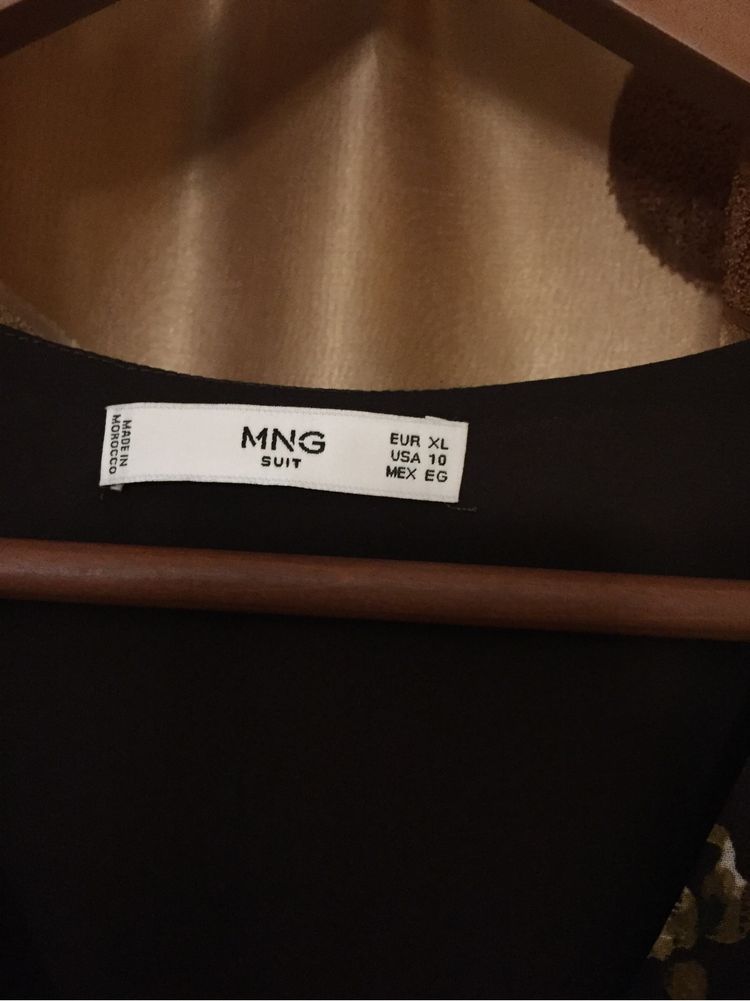 MADE IN
MOROCCO
MNG
SUIT
EUR XL
USA 10
MEX EG